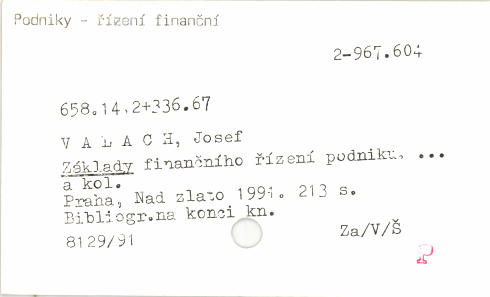 Podniky - řízení finanční
2-967.604
658.14.2+336.67
V A L A C H, Josef
Základy finančního řízení podniku. ...
a kol.
Praha, Nad zlato 1991. 213 s.
Bibliogr.na konci kn.
8129/91
Za/V/Š